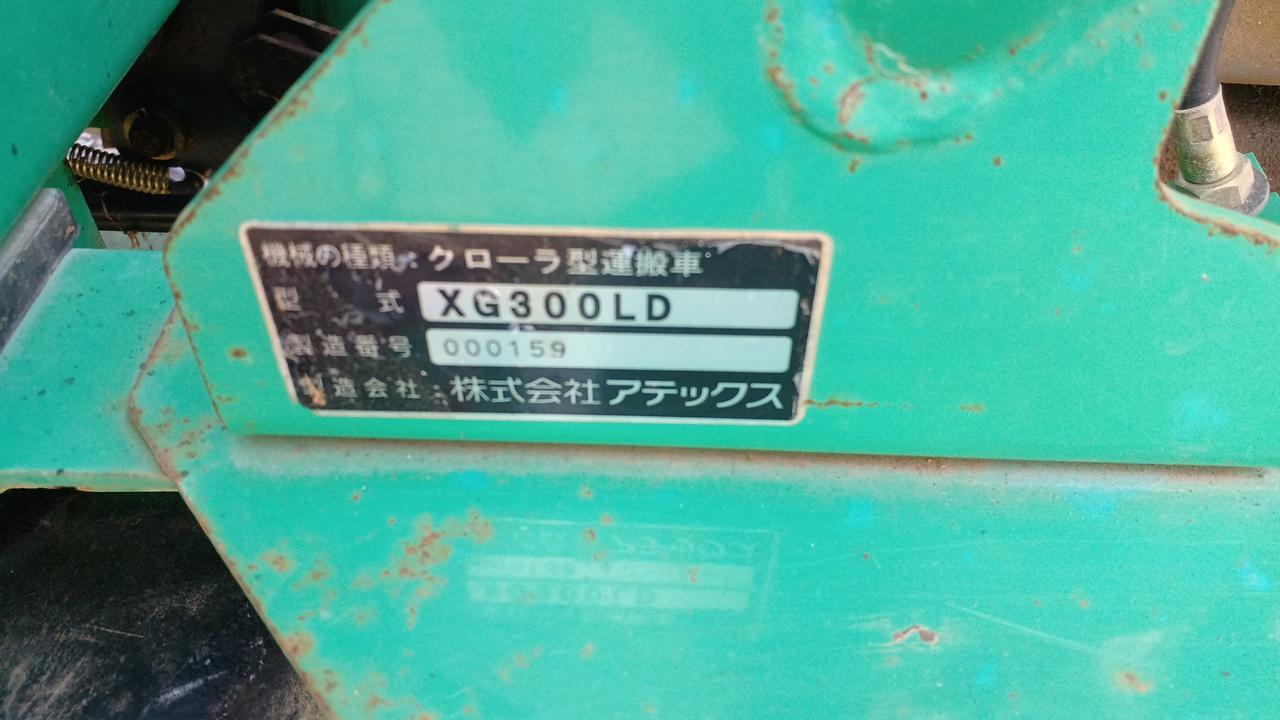 機械の種類：クローラ型運搬車
型　式 XG300LD
製造番号 000159
製造会社：株式会社アテックス